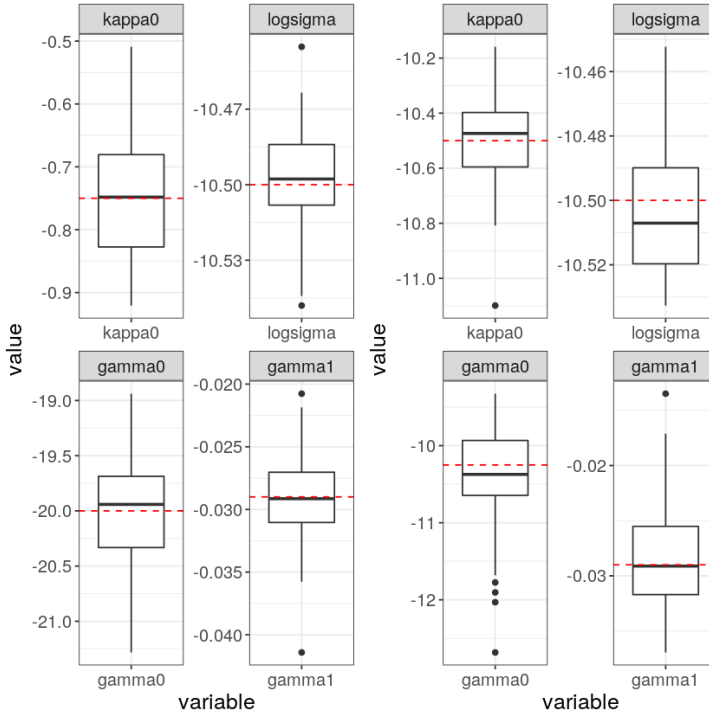 kappa0
logsigma
-0.5
-0.6
-0.7
-0.8
-0.9
-10.47
-10.50
-10.53
kappa0
logsigma
gamma0
gamma1
-19.0
-19.5
-20.0
-20.5
-21.0
-0.020
-0.025
-0.030
-0.035
-0.040
gamma0
gamma1
value
variable
kappa0
logsigma
-10.2
-10.4
-10.6
-10.8
-11.0
-10.46
-10.48
-10.50
-10.52
kappa0
logsigma
gamma0
gamma1
-10
-11
-12
-0.02
-0.03
gamma0
gamma1
value
variable